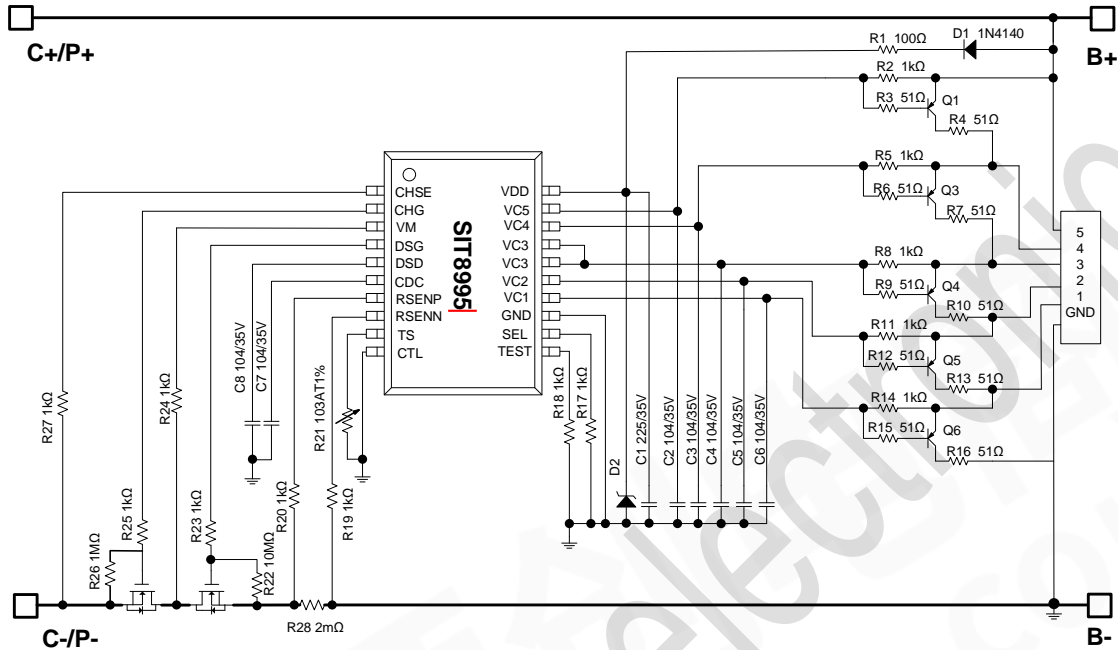 C+/P+
B+
R1 100Ω
D1 1N4140
R2 1kΩ
R3 51Ω
Q1
R4 51Ω
R5 1kΩ
R6 51Ω
Q3
R7 51Ω
R8 1kΩ
R9 51Ω
Q4
R10 51Ω
R11 1kΩ
R12 51Ω
Q5
R13 51Ω
R14 1kΩ
R15 51Ω
Q6
R16 51Ω
5
4
3
2
1
GND
SIT8995
CHSE
CHG
VM
DSG
DSD
CDC
RSENP
RSENN
TS
CTL
VDD
VC5
VC4
VC3
VC3
VC2
VC1
GND
SEL
TEST
R27 1kΩ
R26 1MΩ
R25 1kΩ
R24 1kΩ
R23 1kΩ
C8 104/35V
C7 104/35V
R22 10MΩ
R20 1kΩ
R21 103AT1%
R19 1kΩ
R18 1kΩ
R17 1kΩ
D2
C1 225/35V
C2 104/35V
C3 104/35V
C4 104/35V
C5 104/35V
C6 104/35V
R28 2mΩ
C-/P-
B-
electronic